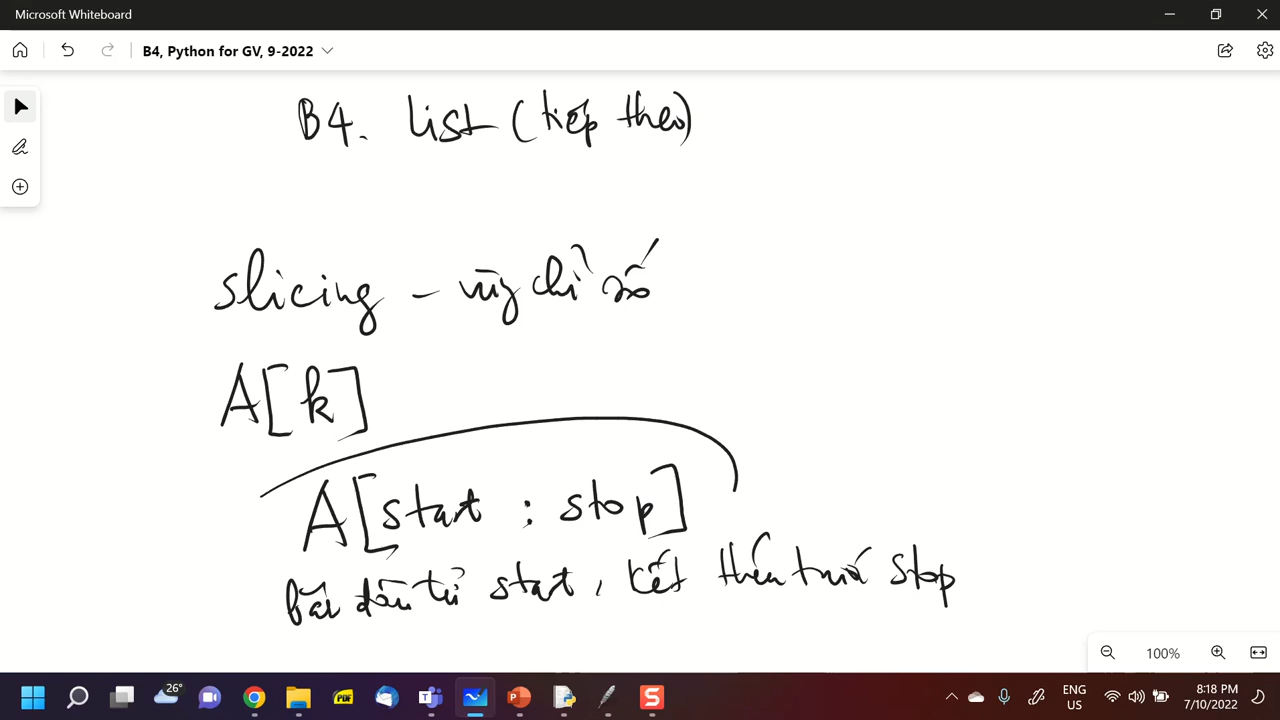 Microsoft Whiteboard
B4, Python for GV, 9-2022
B4. List (tiếp theo)
slicing - vùng chỉ số
A[k]
A[start : stop]
bắt đầu từ start, kết thúc trước stop
100%
26°
PDF
S
ENG
US
8:18 PM
7/10/2022